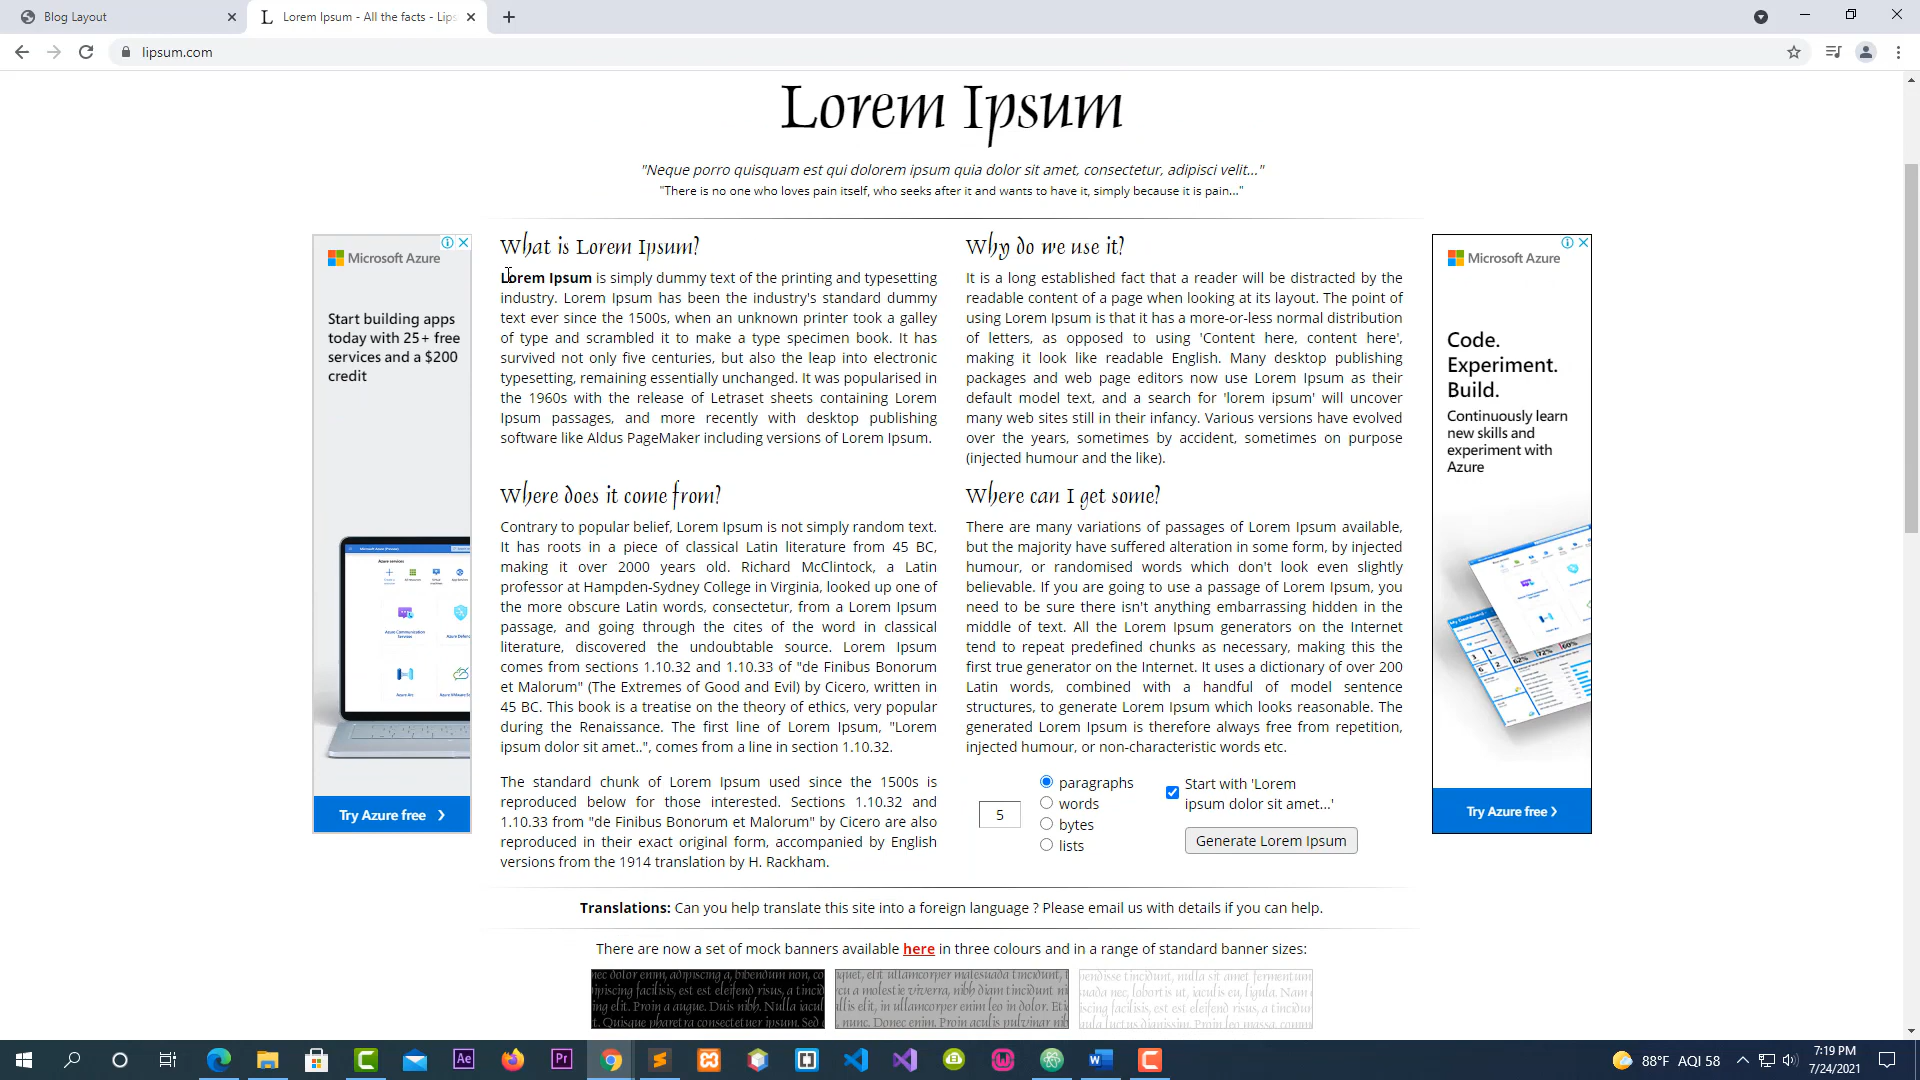 Blog Layout
Lorem Ipsum - All the facts - Lips
lipsum.com
Lorem Ipsum
"Neque porro quisquam est qui dolorem ipsum quia dolor sit amet, consectetur, adipisci velit..."
"There is no one who loves pain itself, who seeks after it and wants to have it, simply because it is pain..."
Microsoft Azure
Start building apps
today with 25+ free
services and a $200
credit
Try Azure free
What is Lorem Ipsum?
Lorem Ipsum is simply dummy text of the printing and typesetting
industry. Lorem Ipsum has been the industry's standard dummy
text ever since the 1500s, when an unknown printer took a galley
of type and scrambled it to make a type specimen book. It has
survived not only five centuries, but also the leap into electronic
typesetting, remaining essentially unchanged. It was popularised in
the 1960s with the release of Letraset sheets containing Lorem
Ipsum passages, and more recently with desktop publishing
software like Aldus PageMaker including versions of Lorem Ipsum.
Why do we use it?
It is a long established fact that a reader will be distracted by the
readable content of a page when looking at its layout. The point of
using Lorem Ipsum is that it has a more-or-less normal distribution
of letters, as opposed to using 'Content here, content here',
making it look like readable English. Many desktop publishing
packages and web page editors now use Lorem Ipsum as their
default model text, and a search for 'lorem ipsum' will uncover
many web sites still in their infancy. Various versions have evolved
over the years, sometimes by accident, sometimes on purpose
(injected humour and the like).
Where does it come from?
Contrary to popular belief, Lorem Ipsum is not simply random text.
It has roots in a piece of classical Latin literature from 45 BC,
making it over 2000 years old. Richard McClintock, a Latin
professor at Hampden-Sydney College in Virginia, looked up one of
the more obscure Latin words, consectetur, from a Lorem Ipsum
passage, and going through the cites of the word in classical
literature, discovered the undoubtable source. Lorem Ipsum
comes from sections 1.10.32 and 1.10.33 of "de Finibus Bonorum
et Malorum" (The Extremes of Good and Evil) by Cicero, written in
45 BC. This book is a treatise on the theory of ethics, very popular
during the Renaissance. The first line of Lorem Ipsum, "Lorem
ipsum dolor sit amet..", comes from a line in section 1.10.32.
The standard chunk of Lorem Ipsum used since the 1500s is
reproduced below for those interested. Sections 1.10.32 and
1.10.33 from "de Finibus Bonorum et Malorum" by Cicero are also
reproduced in their exact original form, accompanied by English
versions from the 1914 translation by H. Rackham.
Where can I get some?
There are many variations of passages of Lorem Ipsum available,
but the majority have suffered alteration in some form, by injected
humour, or randomised words which don't look even slightly
believable. If you are going to use a passage of Lorem Ipsum, you
need to be sure there isn't anything embarrassing hidden in the
middle of text. All the Lorem Ipsum generators on the Internet
tend to repeat predefined chunks as necessary, making this the
first true generator on the Internet. It uses a dictionary of over 200
Latin words, combined with a handful of model sentence
structures, to generate Lorem Ipsum which looks reasonable. The
generated Lorem Ipsum is therefore always free from repetition,
injected humour, or non-characteristic words etc.
5
paragraphs
words
bytes
lists
Start with 'Lorem
ipsum dolor sit amet...'
Generate Lorem Ipsum
Microsoft Azure
Code.
Experiment.
Build.
Continuously learn
new skills and
experiment with
Azure
Try Azure free
Translations: Can you help translate this site into a foreign language ? Please email us with details if you can help.
There are now a set of mock banners available here in three colours and in a range of standard banner sizes:
nec dolor enim, adipiscing a, bibendum non, co
ipiscing facilisis, est est eleifend risus, a tincid
ing elit. Proin a augue. Duis nibh. Nulla iacul
t. Quisque pharetra consectetuer ipsum. Sed
88°F AQI 58
7:19 PM
7/24/2021